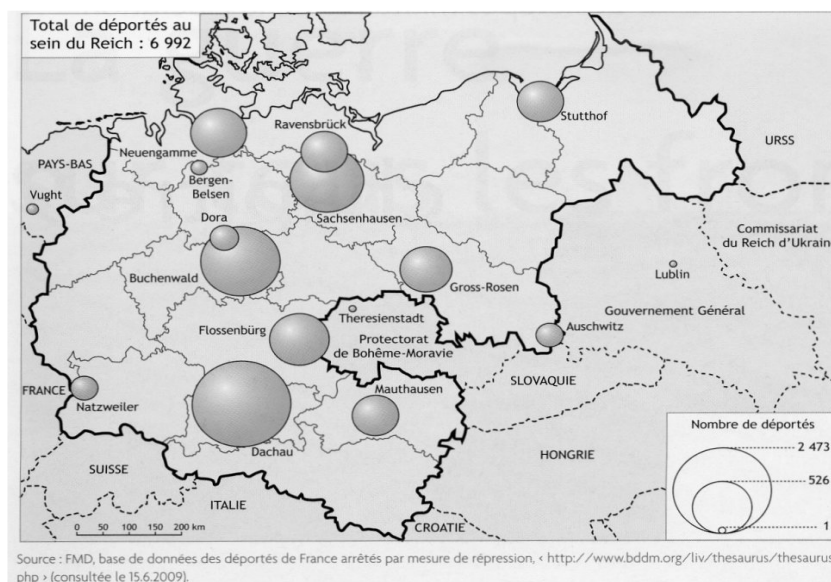 Total de déportés au
sein du Reich : 6 992
Ravensbrück
Stutthof
URSS
Neuengamme
PAYS-BAS
Bergen-
Belsen
Vught
Sachsenhausen
Dora
Commissariat
du Reich d'Ukrain
Lublin
Buchenwald
Gross-Rosen
Theresienstadt
Gouvernement Général
Flossenbürg
Auschwitz
Protectorat
de Bohême-Moravie
SLOVAQUIE
FRANCE
Natzweiler
Mauthausen
Dachau
Nombre de déportés
2 473
526
1
HONGRIE
SUISSE
ITALIE
CROATIE
0 50 100 150 200 km
Source : FMD, base de données des déportés de France arrêtés par mesure de répression, ‹ http://www.bddm.org/liv/thesaurus/thesaurus
php › (consultée le 15.6.2009).